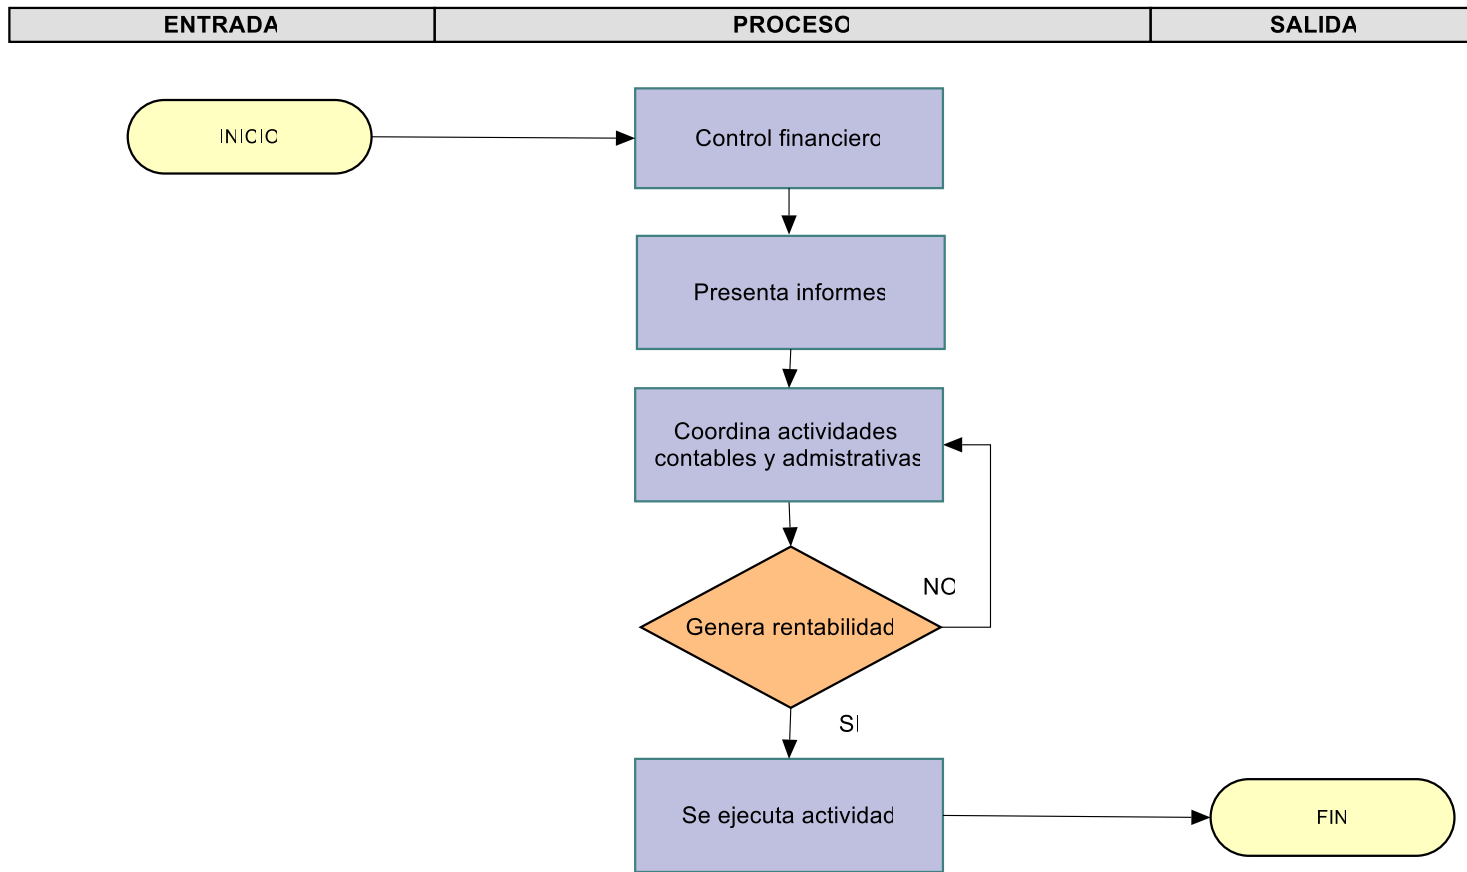 ENTRADA
PROCESO
SALIDA
INICIO
Control financiero
Presenta informes
Coordina actividades
contables y admistrativas
NO
Genera rentabilidad
SI
Se ejecuta actividad
FIN